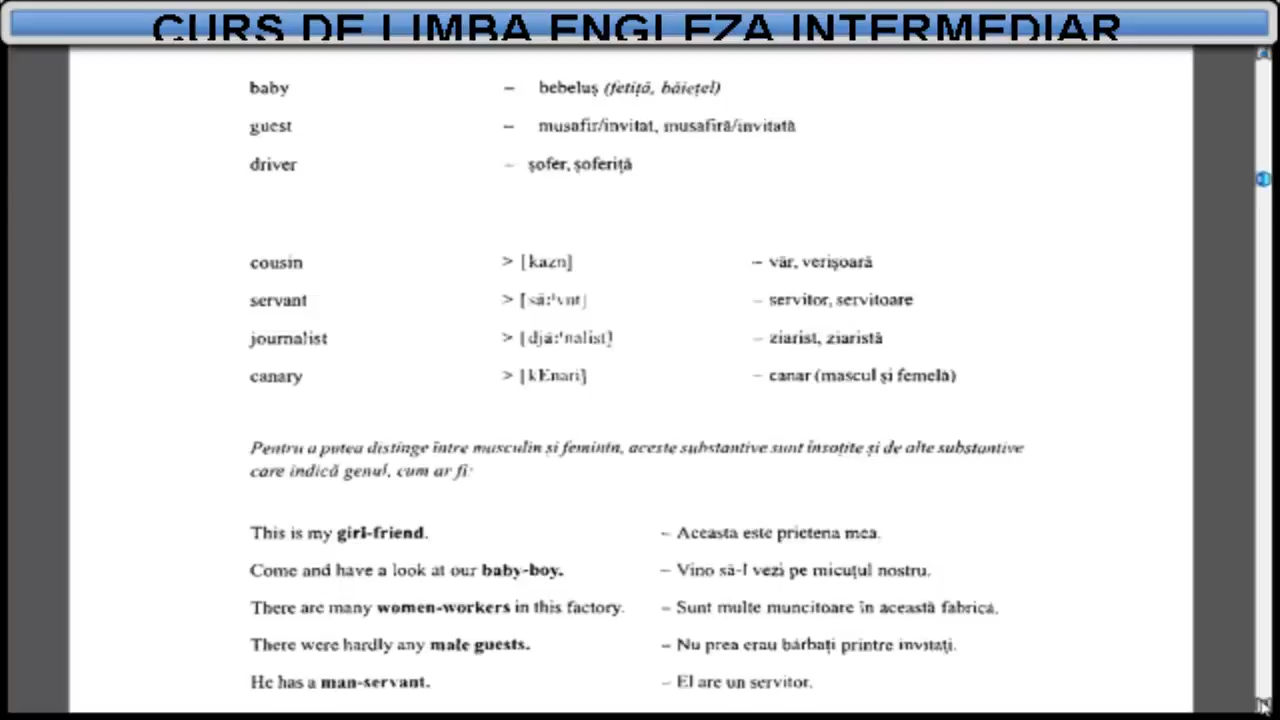 CURS DE LIMBA ENGLEZA INTERMEDIAR
baby – bebeluș (fetiță, băiețel)
guest – musafir/invitat, musafiră/invitată
driver – șofer, șoferiță
cousin > [kazn] – văr, verișoară
servant > [să:'vnt] – servitor, servitoare
journalist > [djă:'nalist] – ziarist, ziaristă
canary > [kEnari] – canar (mascul și femelă)
Pentru a putea distinge între masculin și feminin, aceste substantive sunt însoțite și de alte substantive
care indică genul, cum ar fi:
This is my girl-friend. – Aceasta este prietena mea.
Come and have a look at our baby-boy. – Vino să-l vezi pe micuțul nostru.
There are many women-workers in this factory. – Sunt multe muncitoare în această fabrică.
There were hardly any male guests. – Nu prea erau bărbați printre invitați.
He has a man-servant. – El are un servitor.